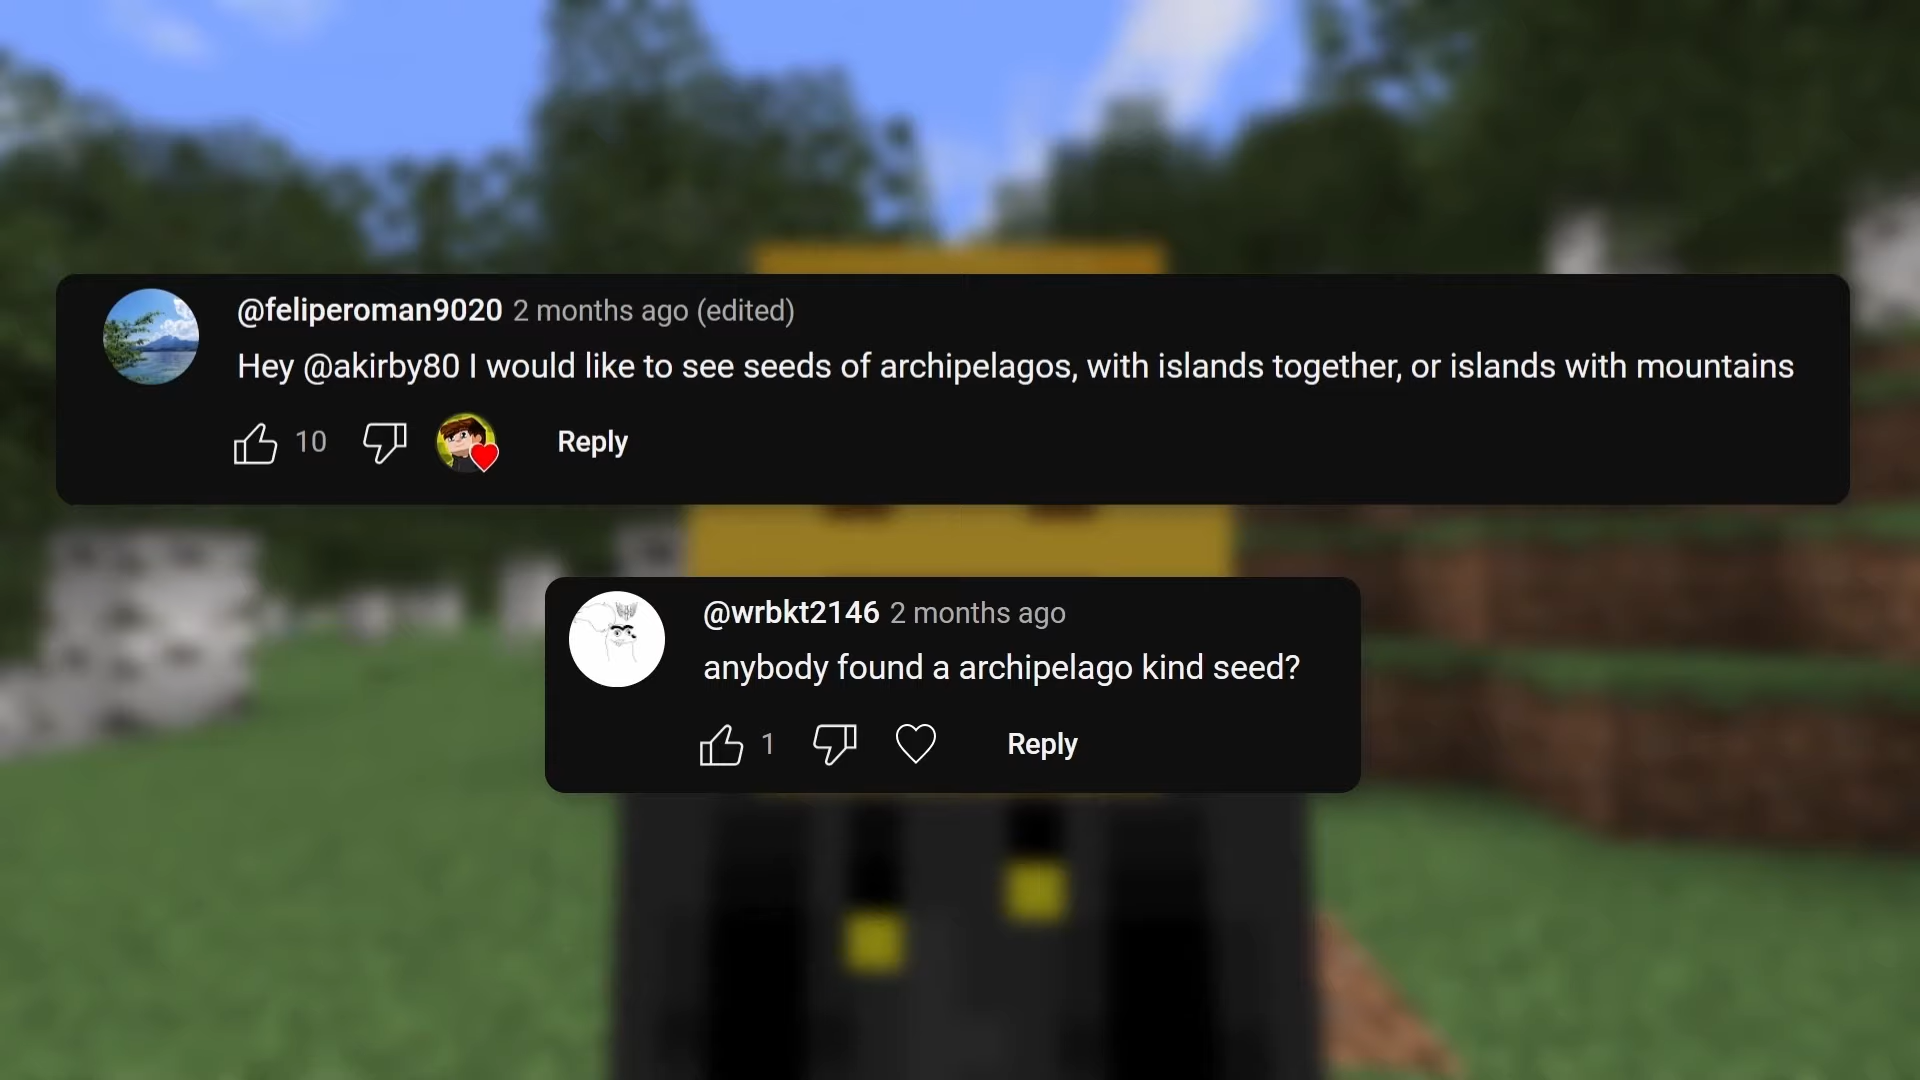 @feliperoman9020 2 months ago (edited)
Hey @akirby80 I would like to see seeds of archipelagos, with islands together, or islands with mountains
10 Reply
@wrbkt2146 2 months ago
anybody found a archipelago kind seed?
1 Reply